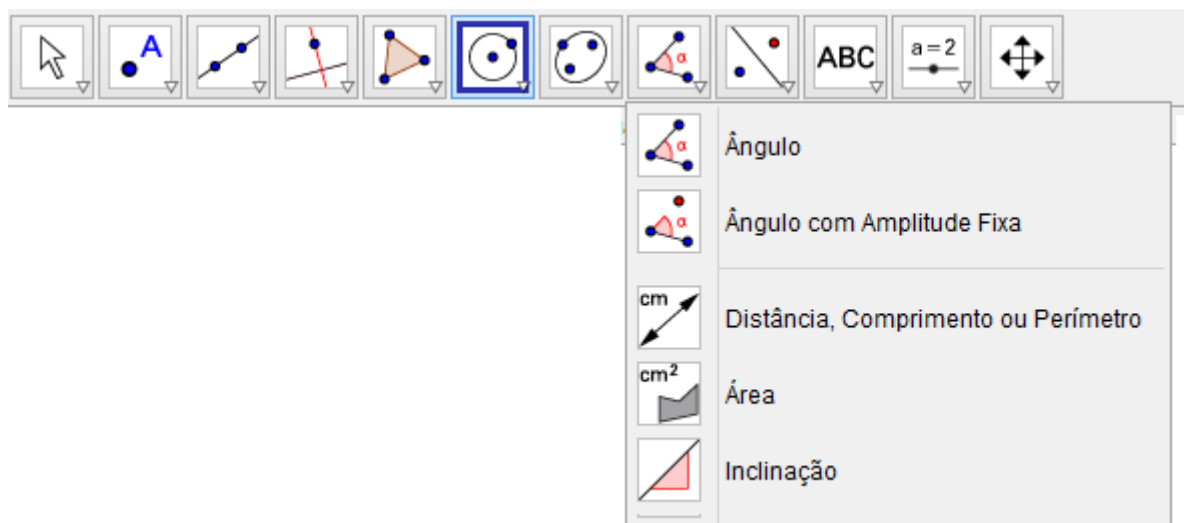 A
α
ABC
a = 2
α
Ângulo
α
Ângulo com Amplitude Fixa
cm
Distância, Comprimento ou Perímetro
cm²
Área
Inclinação